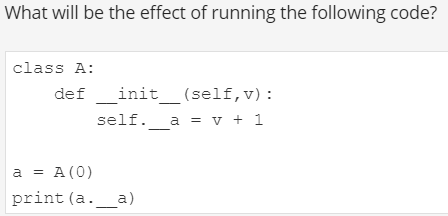 What will be the effect of running the following code?
class A:
    def __init__(self,v):
        self.__a = v + 1
a = A(0)
print(a.__a)